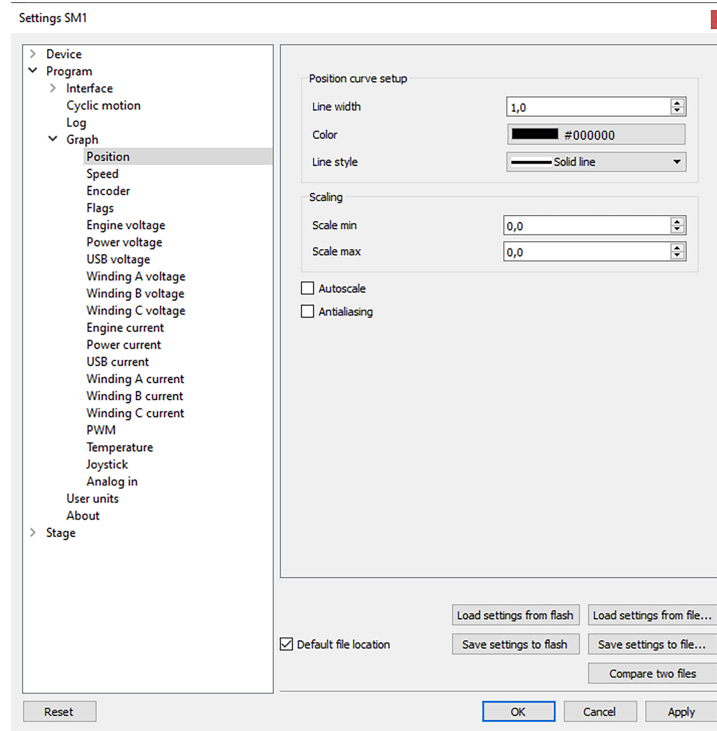 Settings SM1
Device
Program
Interface
Cyclic motion
Log
Graph
Position
Speed
Encoder
Flags
Engine voltage
Power voltage
USB voltage
Winding A voltage
Winding B voltage
Winding C voltage
Engine current
Power current
USB current
Winding A current
Winding B current
Winding C current
PWM
Temperature
Joystick
Analog in
User units
About
Stage
Position curve setup
Line width 1,0
Color #000000
Line style Solid line
Scaling
Scale min 0,0
Scale max 0,0
Autoscale
Antialiasing
Load settings from flash Load settings from file...
Default file location Save settings to flash Save settings to file...
Compare two files
Reset OK Cancel Apply